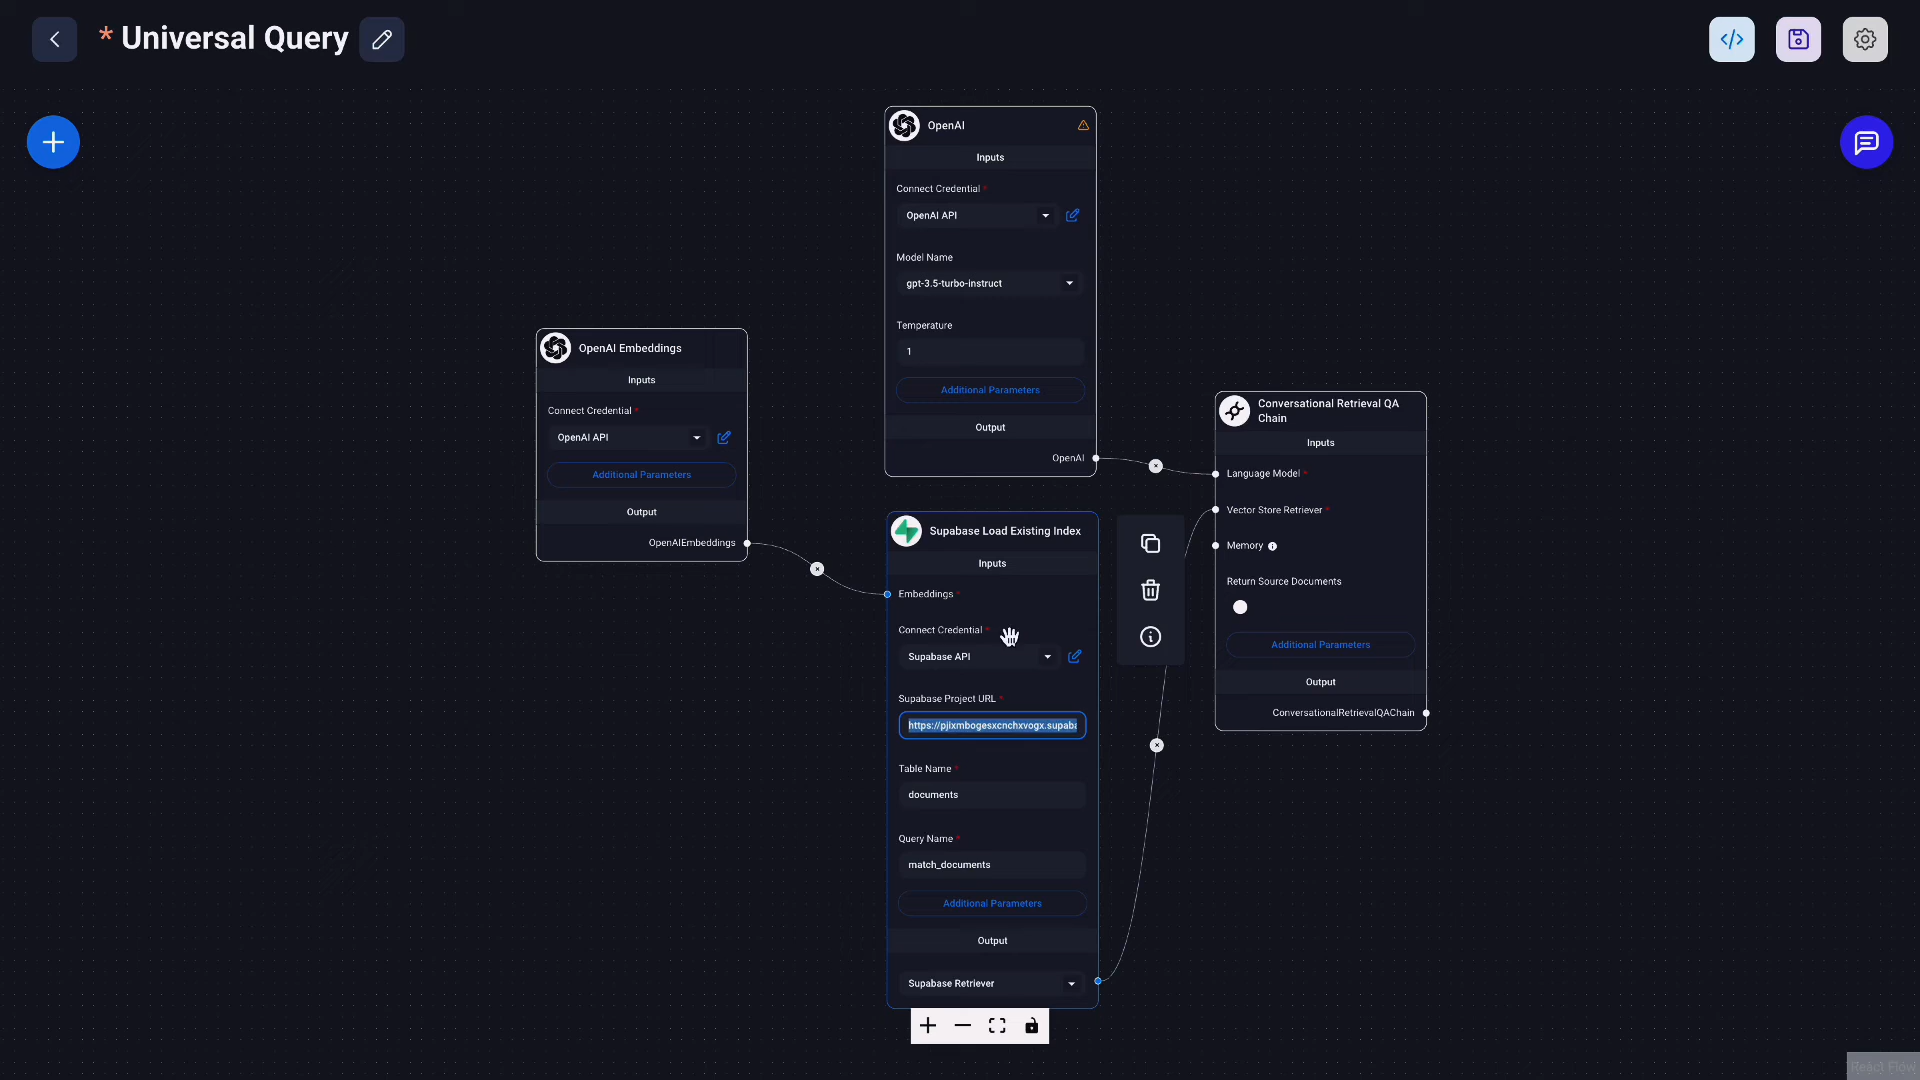 * Universal Query
OpenAI
Inputs
Connect Credential *
OpenAI API
Model Name
gpt-3.5-turbo-instruct
Temperature
1
Additional Parameters
Output
OpenAI
OpenAI Embeddings
Inputs
Connect Credential *
OpenAI API
Additional Parameters
Output
OpenAIEmbeddings
Supabase Load Existing Index
Inputs
Embeddings *
Connect Credential *
Supabase API
Supabase Project URL *
https://pjixmbogesxcnchxvogx.supaba
Table Name *
documents
Query Name *
match_documents
Additional Parameters
Output
Supabase Retriever
Conversational Retrieval QA
Chain
Inputs
Language Model *
Vector Store Retriever *
Memory
Return Source Documents
Additional Parameters
Output
ConversationalRetrievalQAChain
React Flow